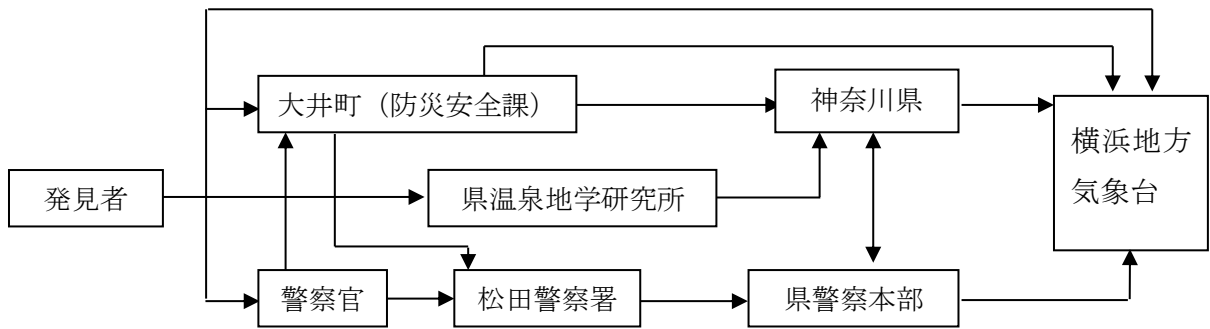 大井町（防災安全課）
神奈川県
横浜地方
気象台
発見者
県温泉地学研究所
警察官
松田警察署
県警察本部